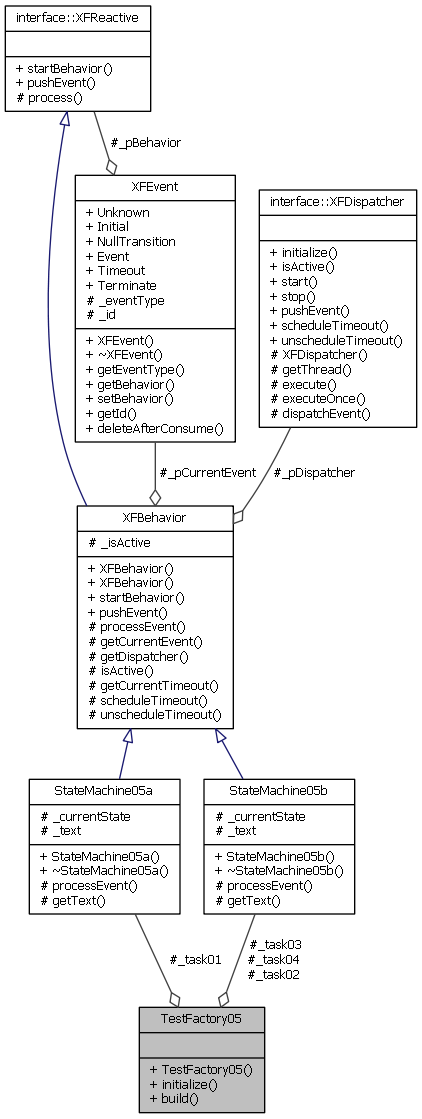 interface::XFReactive
+ startBehavior()
+ pushEvent()
# process()
#_pBehavior
XFEvent
+ Unknown
+ Initial
+ NullTransition
+ Event
+ Timeout
+ Terminate
# _eventType
# _id
+ XFEvent()
+ ~XFEvent()
+ getEventType()
+ getBehavior()
+ setBehavior()
+ getId()
+ deleteAfterConsume()
interface::XFDispatcher
+ initialize()
+ isActive()
+ start()
+ stop()
+ pushEvent()
+ scheduleTimeout()
+ unscheduleTimeout()
# XFDispatcher()
# getThread()
# execute()
# executeOnce()
# dispatchEvent()
#_pCurrentEvent
#_pDispatcher
XFBehavior
# _isActive
+ XFBehavior()
+ XFBehavior()
+ startBehavior()
+ pushEvent()
# processEvent()
# getCurrentEvent()
# getDispatcher()
# isActive()
# getCurrentTimeout()
# scheduleTimeout()
# unscheduleTimeout()
StateMachine05a
# _currentState
# _text
+ StateMachine05a()
+ ~StateMachine05a()
# processEvent()
# getText()
StateMachine05b
# _currentState
# _text
+ StateMachine05b()
+ ~StateMachine05b()
# processEvent()
# getText()
#_task01
#_task03
#_task04
#_task02
TestFactory05
+ TestFactory05()
+ initialize()
+ build()